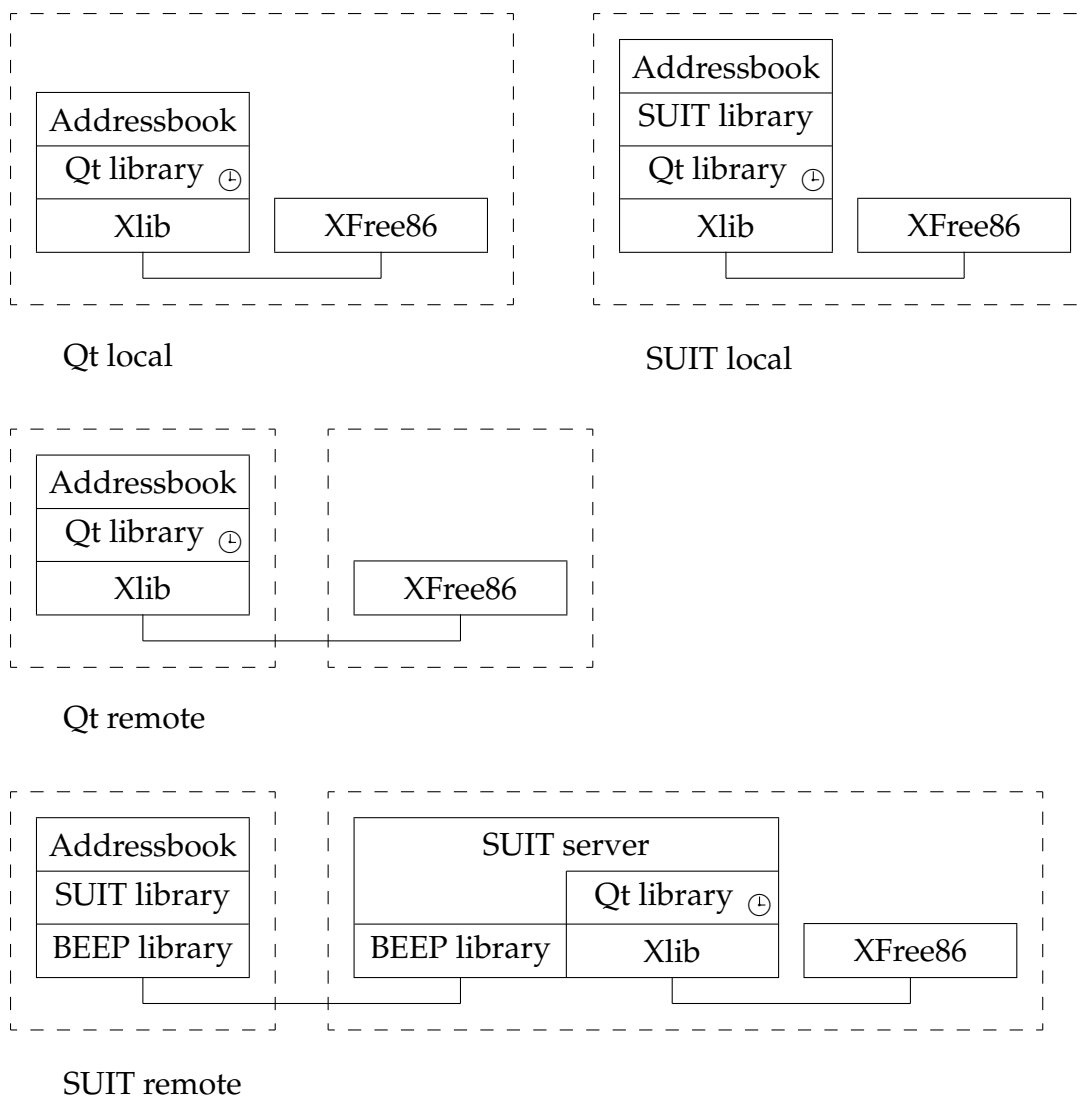 Addressbook
Qt library
Xlib
XFree86
Qt local
Addressbook
SUIT library
Qt library
Xlib
XFree86
SUIT local
Addressbook
Qt library
Xlib
XFree86
Qt remote
Addressbook
SUIT library
BEEP library
SUIT server
Qt library
BEEP library
Xlib
XFree86
SUIT remote